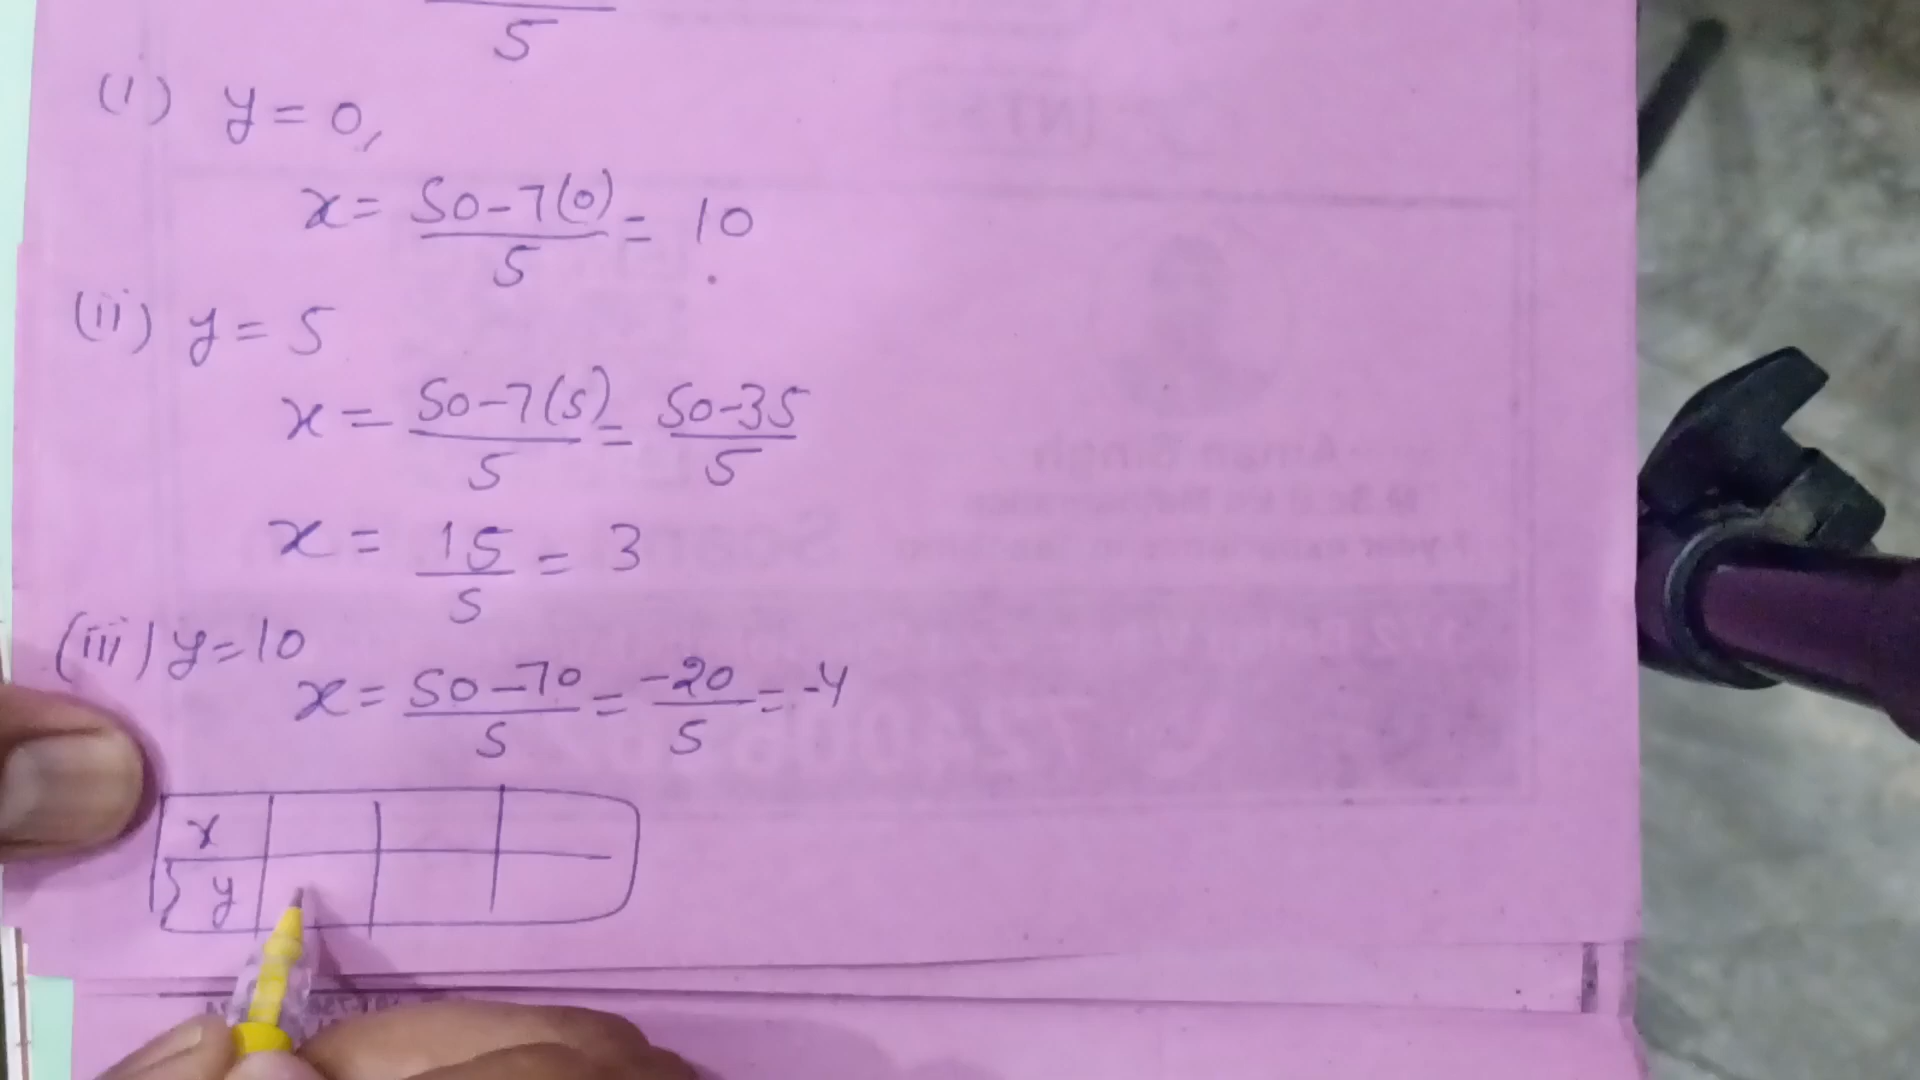 5
(i) y = 0,
x = 50-7(0)/5 = 10
(ii) y = 5
x = 50-7(5)/5 = 50-35/5
x = 15/5 = 3
(iii) y=10
x = 50-70/5 = -20/5 = -4
x
y